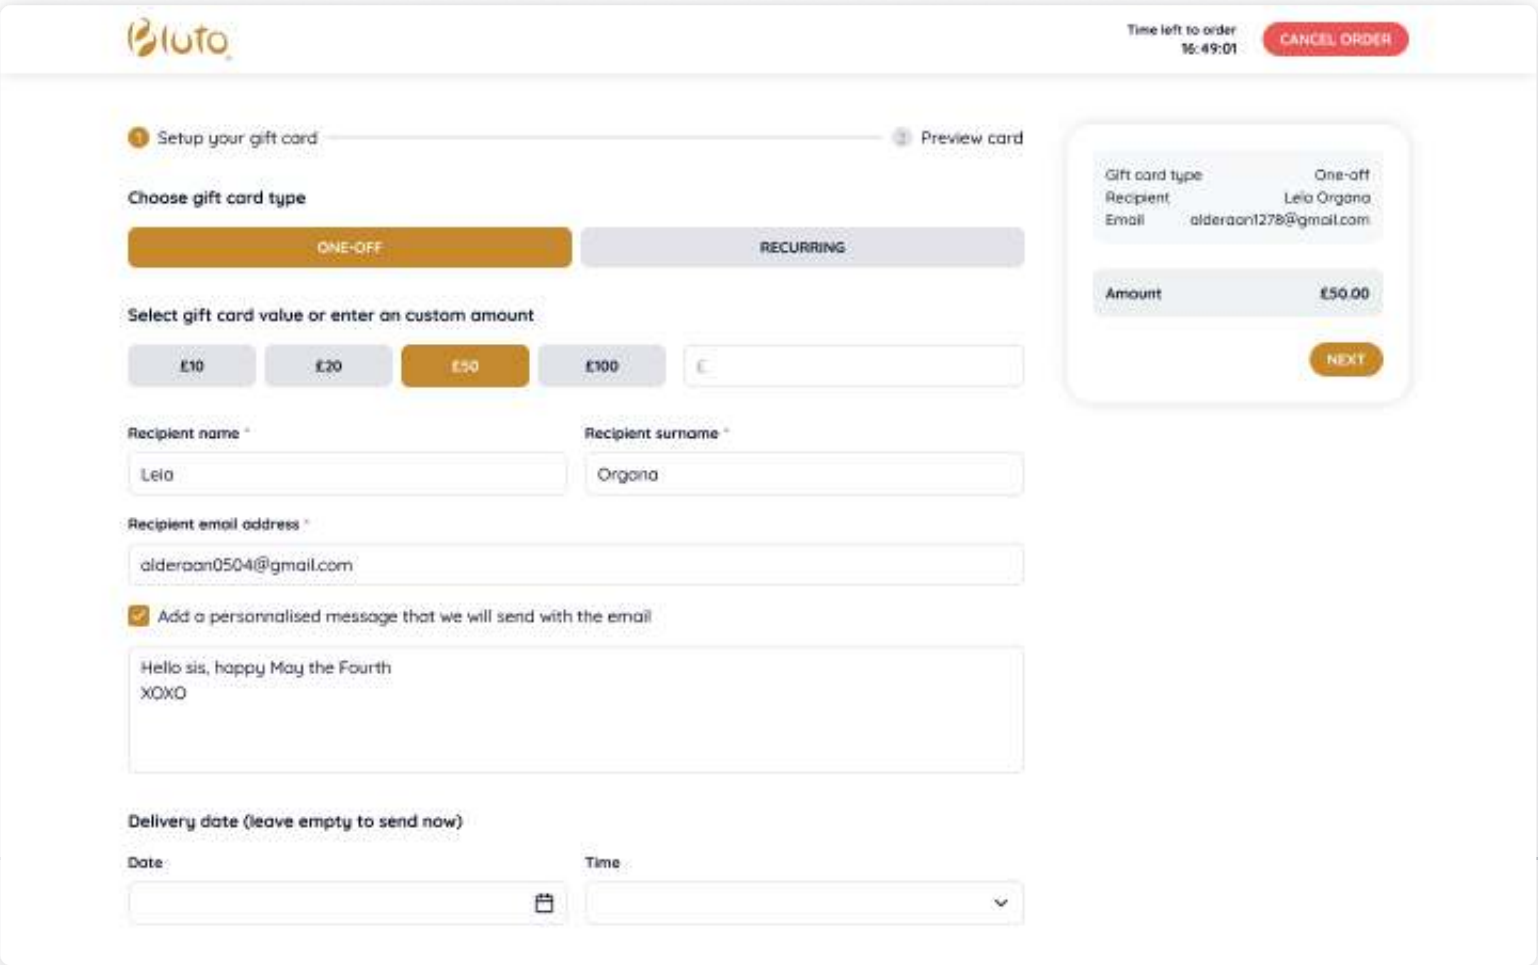 Bluto
Time left to order
16:49:01
CANCEL ORDER
1 Setup your gift card
2 Preview card
Choose gift card type
ONE-OFF
RECURRING
Select gift card value or enter an custom amount
£10
£20
£50
£100
£
Recipient name *
Recipient surname *
Leia
Organa
Recipient email address *
alderaan0504@gmail.com
Add a personnalised message that we will send with the email
Hello sis, happy May the Fourth
XOXO
Delivery date (leave empty to send now)
Date
Time
Gift card type One-off
Recipient Leia Organa
Email alderaan1278@gmail.com
Amount £50.00
NEXT